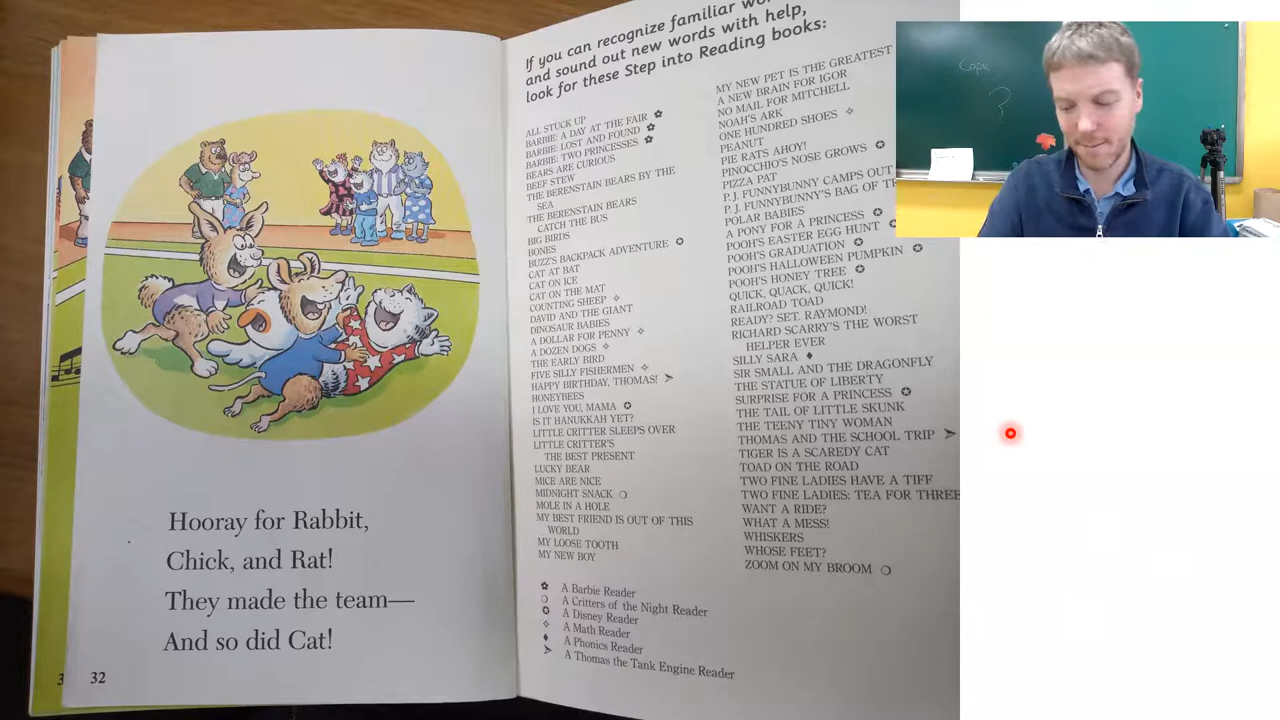 Hooray for Rabbit,
Chick, and Rat!
They made the team—
And so did Cat!
32
If you can recognize familiar
and sound out new words with help,
look for these Step into Reading books:
ALL STUCK UP
BARBIE: A DAY AT THE FAIR ✿
BARBIE: LOST AND FOUND ✿
BARBIE: TWO PRINCESSES ✿
BEARS ARE CURIOUS
BEEF STEW
THE BERENSTAIN BEARS BY THE
SEA
THE BERENSTAIN BEARS
CATCH THE BUS
BIG BIRDS
BONES
BUZZ'S BACKPACK ADVENTURE ✪
CAT AT BAT
CAT ON ICE
CAT ON THE MAT
COUNTING SHEEP ✧
DAVID AND THE GIANT
DINOSAUR BABIES
A DOLLAR FOR PENNY ✧
A DOZEN DOGS ✧
THE EARLY BIRD
FIVE SILLY FISHERMEN ✧
HAPPY BIRTHDAY, THOMAS! ➢
HONEYBEES
I LOVE YOU, MAMA ✪
IS IT HANUKKAH YET?
LITTLE CRITTER SLEEPS OVER
LITTLE CRITTER'S
THE BEST PRESENT
LUCKY BEAR
MICE ARE NICE
MIDNIGHT SNACK ❍
MOLE IN A HOLE
MY BEST FRIEND IS OUT OF THIS
WORLD
MY LOOSE TOOTH
MY NEW BOY
MY NEW PET IS THE GREATEST
A NEW BRAIN FOR IGOR
NO MAIL FOR MITCHELL
NOAH'S ARK
ONE HUNDRED SHOES ✧
PEANUT
PIE RATS AHOY!
PINOCCHIO'S NOSE GROWS ✪
PIZZA PAT
P. J. FUNNYBUNNY CAMPS OUT
P. J. FUNNYBUNNY'S BAG OF
POLAR BABIES
A PONY FOR A PRINCESS ✪
POOH'S EASTER EGG HUNT ✪
POOH'S GRADUATION ✪
POOH'S HALLOWEEN PUMPKIN ✪
POOH'S HONEY TREE ✪
QUICK, QUACK, QUICK!
RAILROAD TOAD
READY? SET. RAYMOND!
RICHARD SCARRY'S THE WORST
HELPER EVER
SILLY SARA ♦
SIR SMALL AND THE DRAGONFLY
THE STATUE OF LIBERTY
SURPRISE FOR A PRINCESS ✪
THE TAIL OF LITTLE SKUNK
THE TEENY TINY WOMAN
THOMAS AND THE SCHOOL TRIP ➢
TIGER IS A SCAREDY CAT
TOAD ON THE ROAD
TWO FINE LADIES HAVE A TIFF
TWO FINE LADIES: TEA FOR THREE
WANT A RIDE?
WHAT A MESS!
WHISKERS
WHOSE FEET?
ZOOM ON MY BROOM ❍
✿ A Barbie Reader
❍ A Critters of the Night Reader
✪ A Disney Reader
✧ A Math Reader
♦ A Phonics Reader
➢ A Thomas the Tank Engine Reader
?